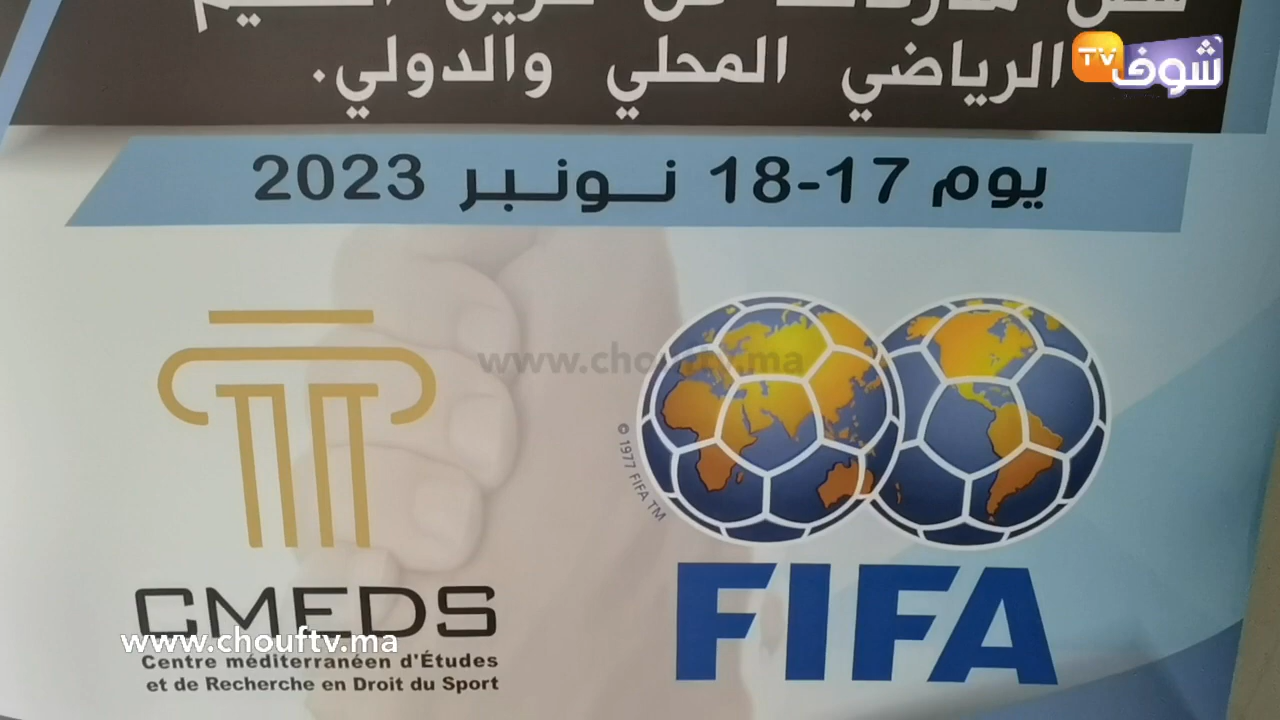 الرياضي المحلي والدولي.
شوف TV
يوم 17-18 نونبر 2023
www.chouftv.ma
© 1977 FIFA TM
FIFA
CMEDS
www.chouftv.ma
Centre méditerranéen d'Études
et de Recherche en Droit du Sport